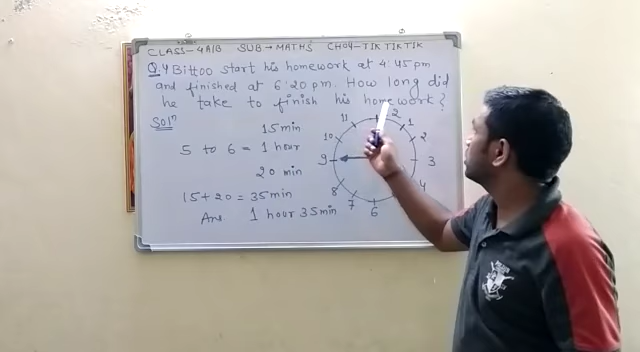 CLASS-4A/B SUB→MATHS CH04-TIK TIK TIK
Q.4 Bittoo start his homework at 4:45 pm
and finished at 6:20 pm. How long did
he take to finish his homework?
Solⁿ
15 min
5 to 6 = 1 hour
20 min
15+20 = 35 min
Ans. 1 hour 35 min
11 12 1
10 2
9 3
8 4
7 6